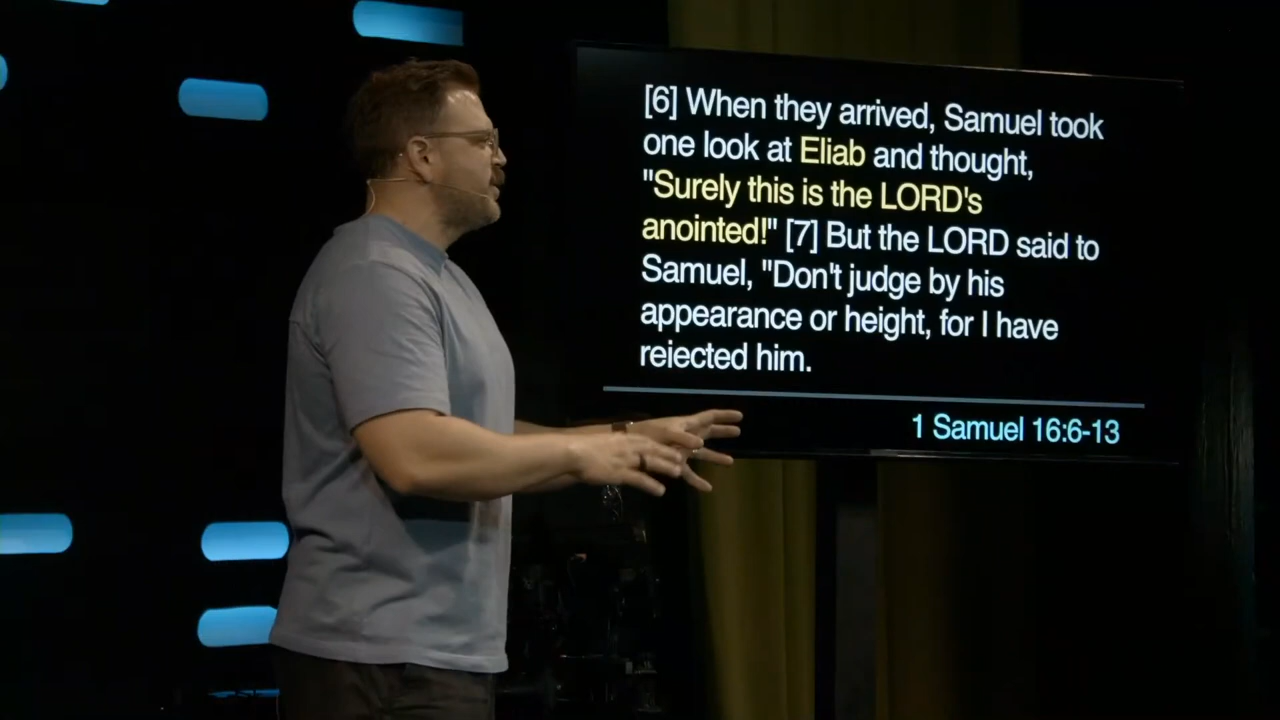 [6] When they arrived, Samuel took
one look at Eliab and thought,
"Surely this is the LORD's
anointed!" [7] But the LORD said to
Samuel, "Don't judge by his
appearance or height, for I have
rejected him.
1 Samuel 16:6-13